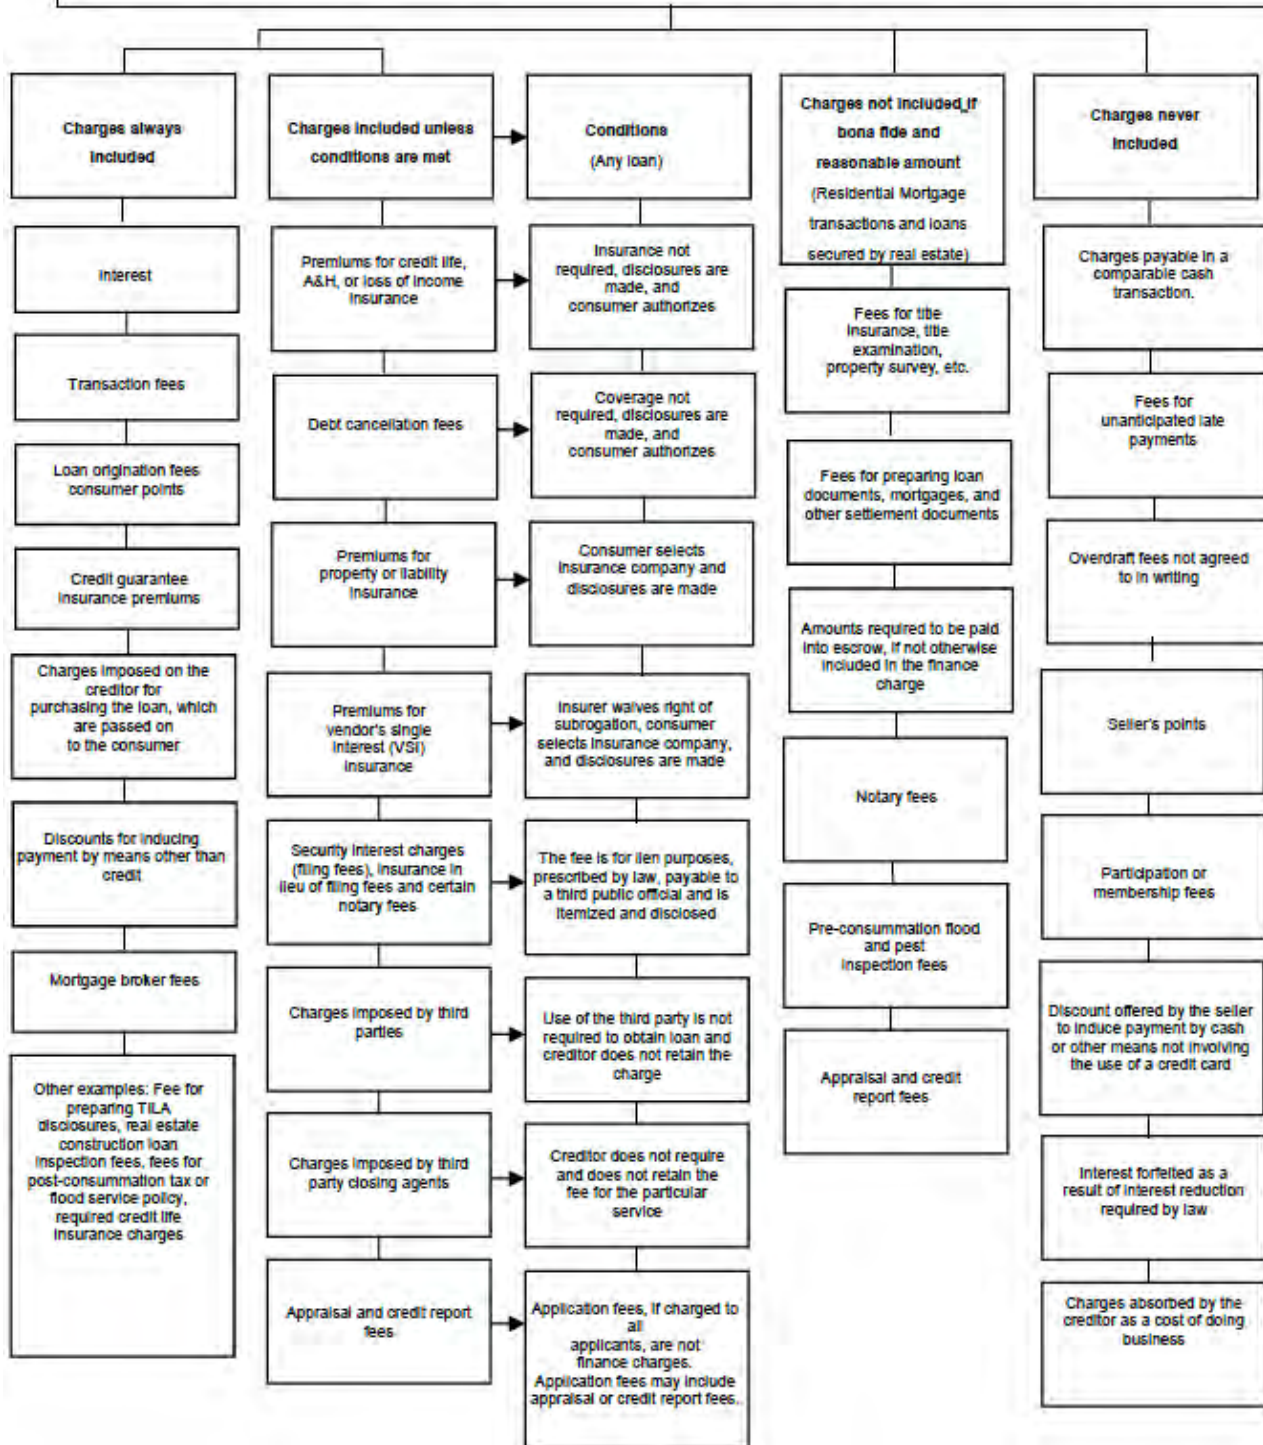 Charges always
included
Interest
Transaction fees
Loan origination fees
consumer points
Credit guarantee
insurance premiums
Charges imposed on the
creditor for
purchasing the loan, which
are passed on
to the consumer
Discounts for inducing
payment by means other than
credit
Mortgage broker fees
Other examples: Fee for
preparing TILA
disclosures, real estate
construction loan
inspection fees, fees for
post-consummation tax or
flood service policy,
required credit life
insurance charges
Charges included unless
conditions are met
Premiums for credit life,
A&H, or loss of income
insurance
Debt cancellation fees
Premiums for
property or liability
insurance
Premiums for
vendor's single
interest (VSI)
insurance
Security interest charges
(filing fees), insurance in
lieu of filing fees and certain
notary fees
Charges imposed by third
parties
Charges imposed by third
party closing agents
Appraisal and credit report
fees
Conditions
(Any loan)
Insurance not
required, disclosures are
made, and
consumer authorizes
Coverage not
required, disclosures are
made, and
consumer authorizes
Consumer selects
insurance company and
disclosures are made
Insurer waives right of
subrogation, consumer
selects insurance company,
and disclosures are made
The fee is for lien purposes,
prescribed by law, payable to
a third public official and is
itemized and disclosed
Use of the third party is not
required to obtain loan and
creditor does not retain the
charge
Creditor does not require
and does not retain the
fee for the particular
service
Application fees, if charged to
all
applicants, are not
finance charges.
Application fees may include
appraisal or credit report fees.
Charges not included, if
bona fide and
reasonable amount
(Residential Mortgage
transactions and loans
secured by real estate)
Fees for title
insurance, title
examination,
property survey, etc.
Fees for preparing loan
documents, mortgages, and
other settlement documents
Amounts required to be paid
into escrow, if not otherwise
included in the finance
charge
Notary fees
Pre-consummation flood
and pest
inspection fees
Appraisal and credit
report fees
Charges never
included
Charges payable in a
comparable cash
transaction.
Fees for
unanticipated late
payments
Overdraft fees not agreed
to in writing
Seller's points
Participation or
membership fees
Discount offered by the seller
to induce payment by cash
or other means not involving
the use of a credit card
Interest forfeited as a
result of interest reduction
required by law
Charges absorbed by the
creditor as a cost of doing
business